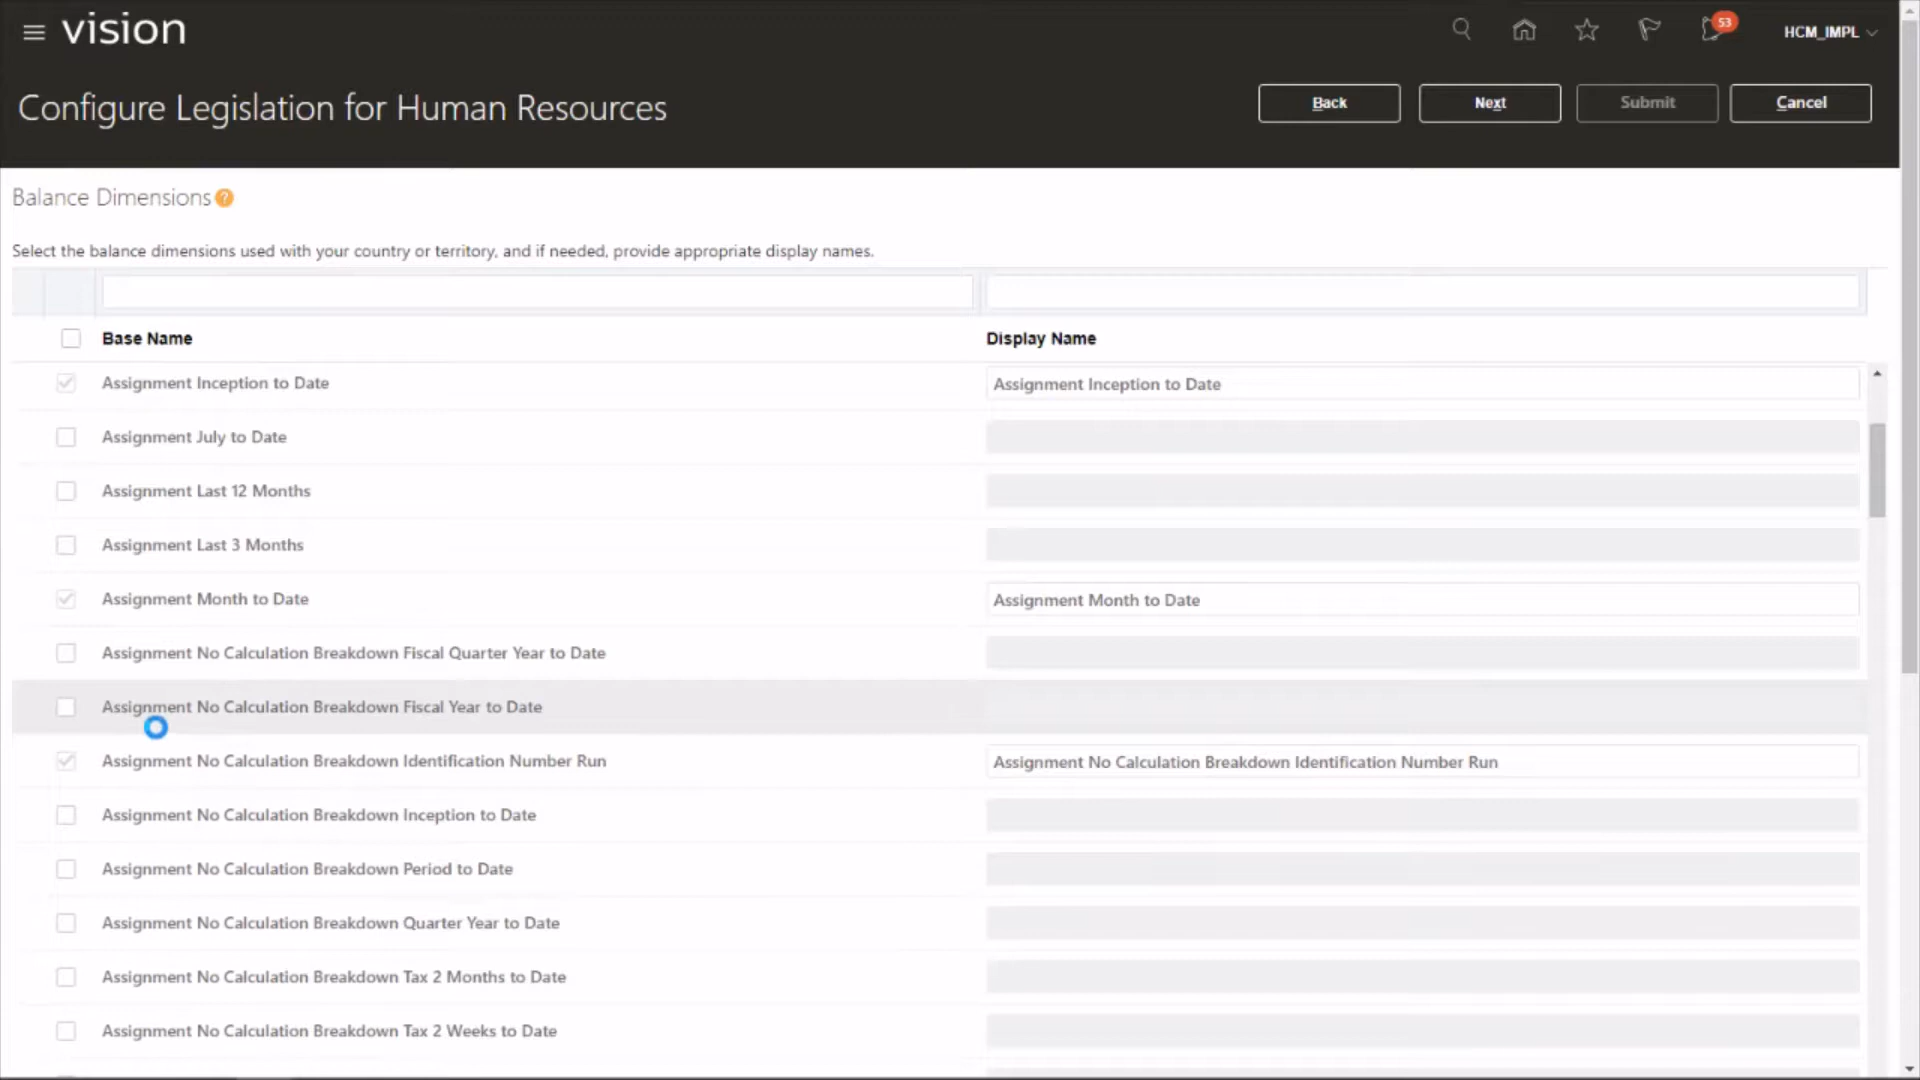 vision
53
HCM_IMPL
Configure Legislation for Human Resources
Back
Next
Submit
Cancel
Balance Dimensions ?
Select the balance dimensions used with your country or territory, and if needed, provide appropriate display names.
Base Name
Display Name
Assignment Inception to Date
Assignment Inception to Date
Assignment July to Date
Assignment Last 12 Months
Assignment Last 3 Months
Assignment Month to Date
Assignment Month to Date
Assignment No Calculation Breakdown Fiscal Quarter Year to Date
Assignment No Calculation Breakdown Fiscal Year to Date
Assignment No Calculation Breakdown Identification Number Run
Assignment No Calculation Breakdown Identification Number Run
Assignment No Calculation Breakdown Inception to Date
Assignment No Calculation Breakdown Period to Date
Assignment No Calculation Breakdown Quarter Year to Date
Assignment No Calculation Breakdown Tax 2 Months to Date
Assignment No Calculation Breakdown Tax 2 Weeks to Date